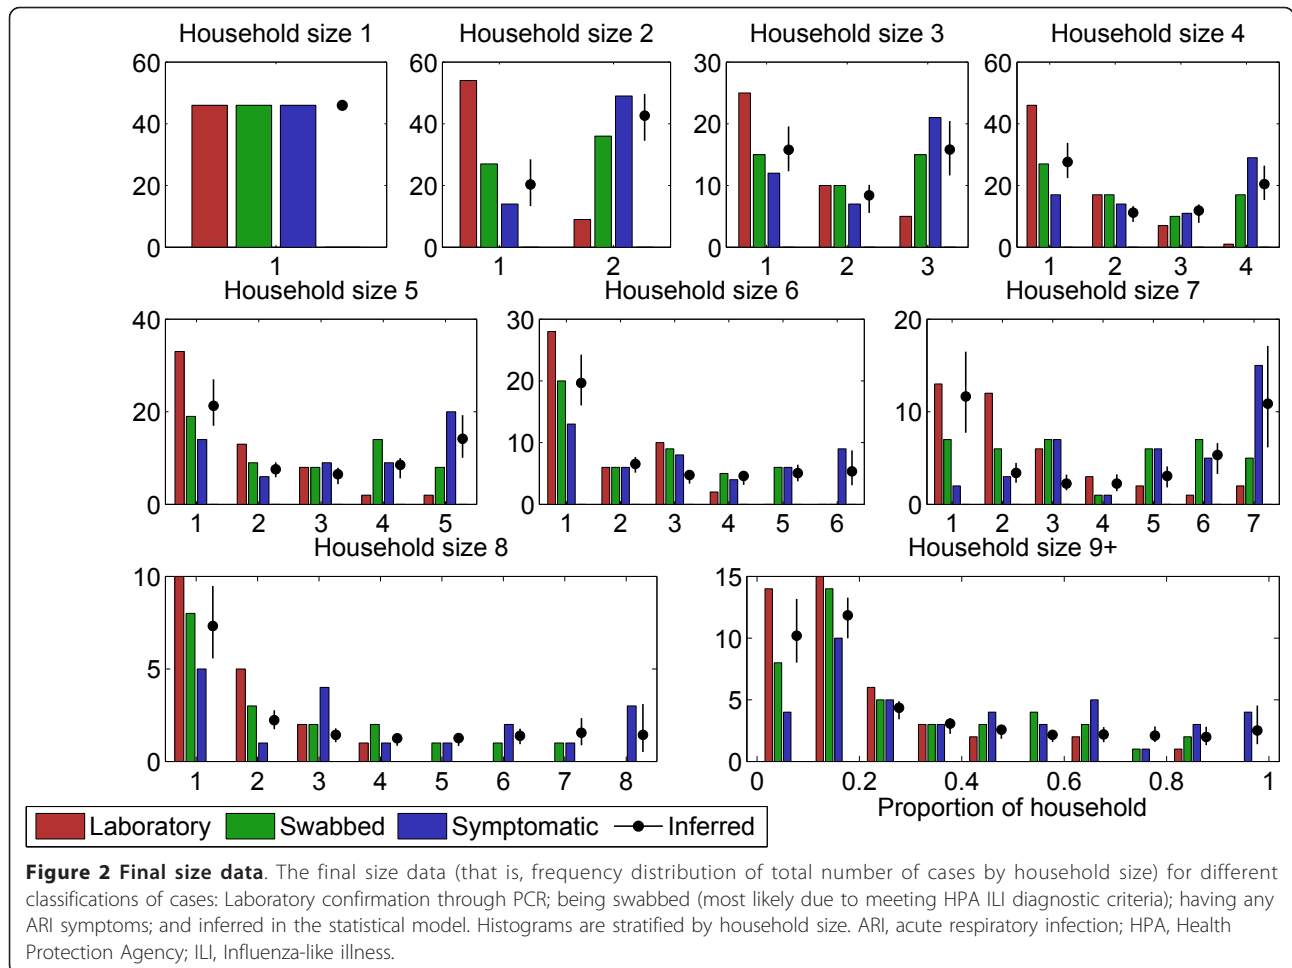 Household size 1
Household size 2
Household size 3
Household size 4
60
40
20
0
1
60
40
20
0
1 2
30
20
10
0
1 2 3
60
40
20
0
1 2 3 4
Household size 5
Household size 6
Household size 7
40
20
0
1 2 3 4 5
30
20
10
0
1 2 3 4 5 6
20
10
0
1 2 3 4 5 6 7
Household size 8
Household size 9+
10
5
0
1 2 3 4 5 6 7 8
15
10
5
0
0 0.2 0.4 0.6 0.8 1
Proportion of household
Laboratory Swabbed Symptomatic Inferred
Figure 2 Final size data. The final size data (that is, frequency distribution of total number of cases by household size) for different
classifications of cases: Laboratory confirmation through PCR; being swabbed (most likely due to meeting HPA ILI diagnostic criteria); having any
ARI symptoms; and inferred in the statistical model. Histograms are stratified by household size. ARI, acute respiratory infection; HPA, Health
Protection Agency; ILI, Influenza-like illness.